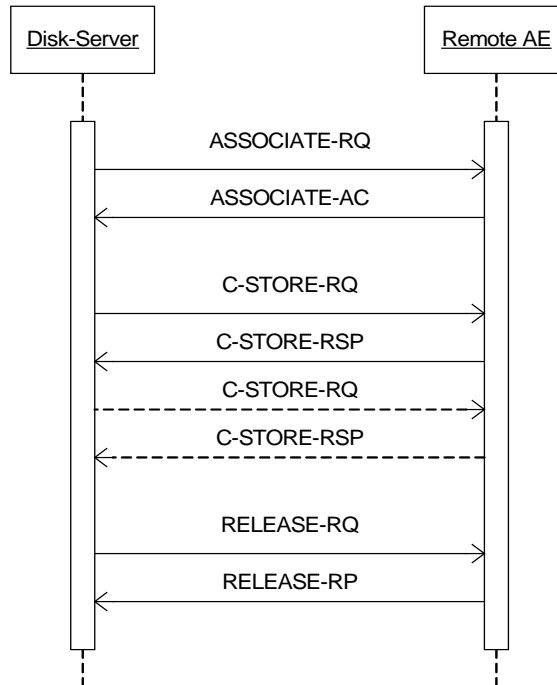 Disk-Server
Remote AE
ASSOCIATE-RQ
ASSOCIATE-AC
C-STORE-RQ
C-STORE-RSP
C-STORE-RQ
C-STORE-RSP
RELEASE-RQ
RELEASE-RP